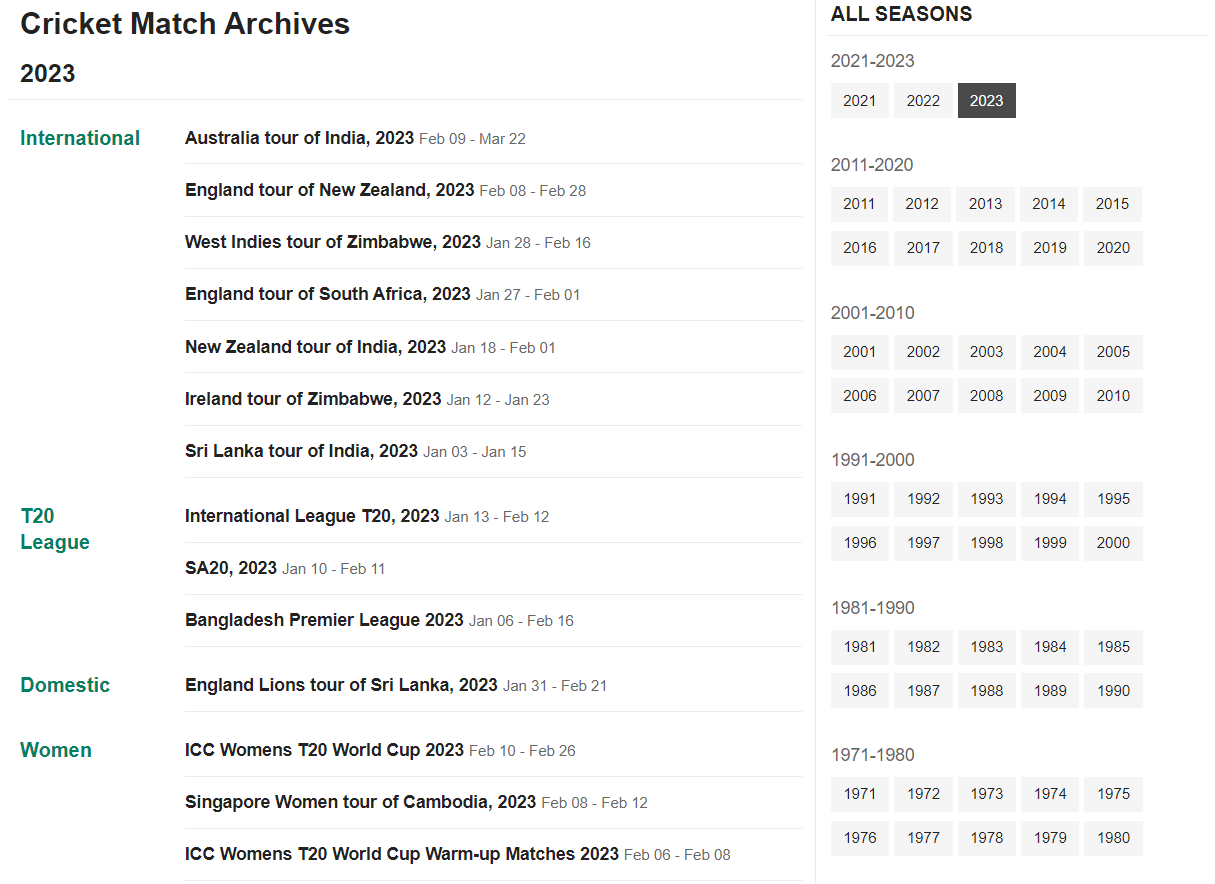 Cricket Match Archives
2023
International
Australia tour of India, 2023 Feb 09 - Mar 22
England tour of New Zealand, 2023 Feb 08 - Feb 28
West Indies tour of Zimbabwe, 2023 Jan 28 - Feb 16
England tour of South Africa, 2023 Jan 27 - Feb 01
New Zealand tour of India, 2023 Jan 18 - Feb 01
Ireland tour of Zimbabwe, 2023 Jan 12 - Jan 23
Sri Lanka tour of India, 2023 Jan 03 - Jan 15
T20
League
International League T20, 2023 Jan 13 - Feb 12
SA20, 2023 Jan 10 - Feb 11
Bangladesh Premier League 2023 Jan 06 - Feb 16
Domestic
England Lions tour of Sri Lanka, 2023 Jan 31 - Feb 21
Women
ICC Womens T20 World Cup 2023 Feb 10 - Feb 26
Singapore Women tour of Cambodia, 2023 Feb 08 - Feb 12
ICC Womens T20 World Cup Warm-up Matches 2023 Feb 06 - Feb 08
ALL SEASONS
2021-2023
2021 2022 2023
2011-2020
2011 2012 2013 2014 2015
2016 2017 2018 2019 2020
2001-2010
2001 2002 2003 2004 2005
2006 2007 2008 2009 2010
1991-2000
1991 1992 1993 1994 1995
1996 1997 1998 1999 2000
1981-1990
1981 1982 1983 1984 1985
1986 1987 1988 1989 1990
1971-1980
1971 1972 1973 1974 1975
1976 1977 1978 1979 1980